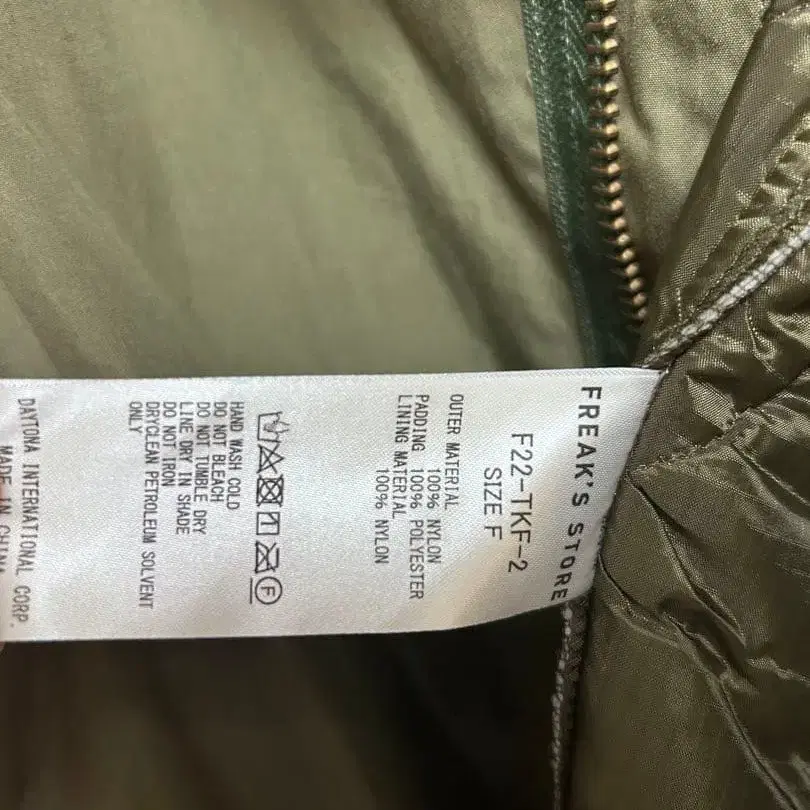 FREAK'S STORE
F22-TKF-2
SIZE F
OUTER MATERIAL
100% NYLON
PADDING 100% POLYESTER
LINING MATERIAL
100% NYLON
F
HAND WASH COLD
DO NOT BLEACH
DO NOT TUMBLE DRY
LINE DRY IN SHADE
DO NOT IRON
DRYCLEAN PETROLEUM SOLVENT
ONLY
DAYTONA INTERNATIONAL CORP.
MADE IN CHINA